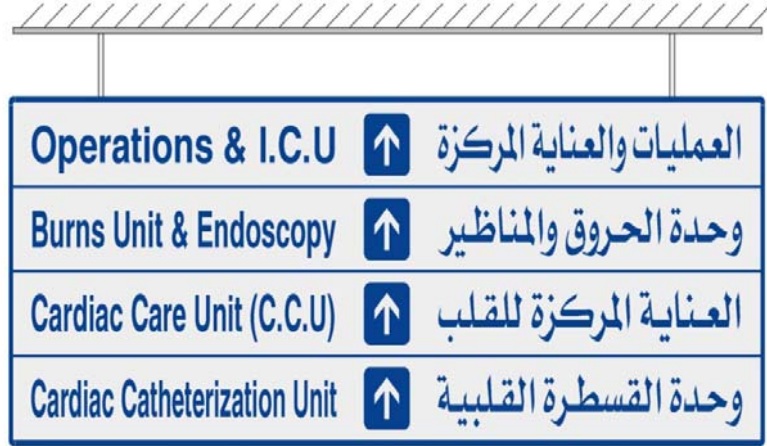 Operations & I.C.U العمليات والعناية المركزة
Burns Unit & Endoscopy وحدة الحروق والمناظير
Cardiac Care Unit (C.C.U) العناية المركزة للقلب
Cardiac Catheterization Unit وحدة القسطرة القلبية